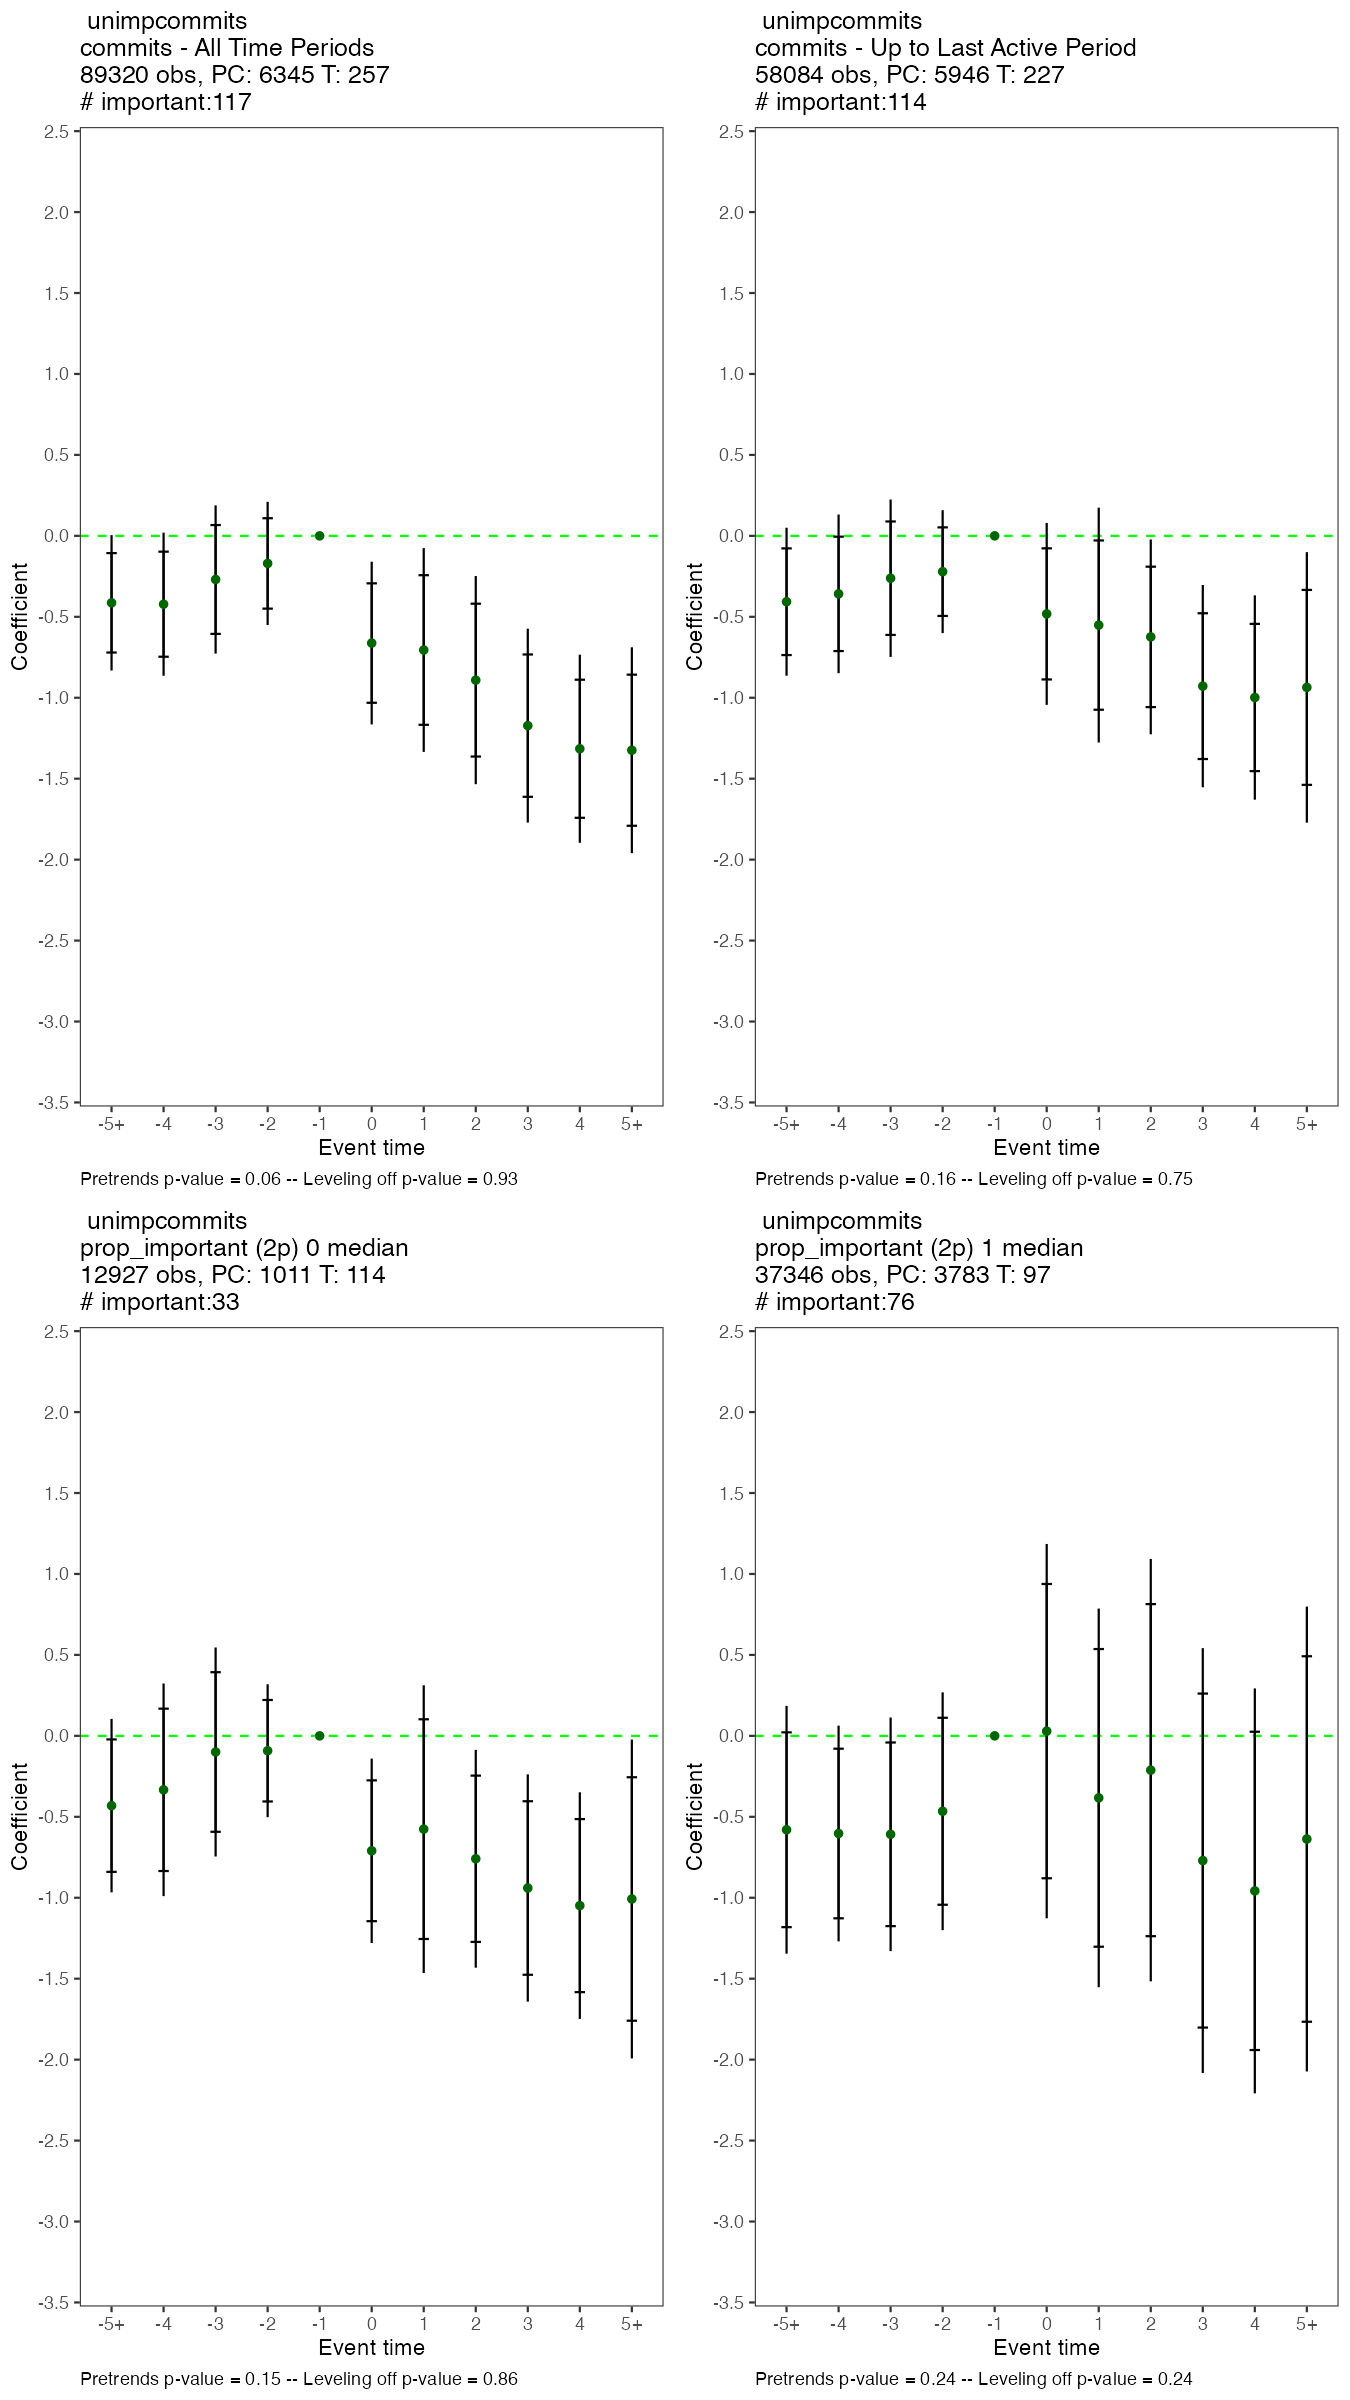 unimpcommits
commits - All Time Periods
89320 obs, PC: 6345 T: 257
# important:117
2.5
2.0
1.5
1.0
0.5
0.0
-0.5
-1.0
-1.5
-2.0
-2.5
-3.0
-3.5
Coefficient
-5+ -4 -3 -2 -1 0 1 2 3 4 5+
Event time
Pretrends p-value = 0.06 -- Leveling off p-value = 0.93
unimpcommits
commits - Up to Last Active Period
58084 obs, PC: 5946 T: 227
# important:114
2.5
2.0
1.5
1.0
0.5
0.0
-0.5
-1.0
-1.5
-2.0
-2.5
-3.0
-3.5
Coefficient
-5+ -4 -3 -2 -1 0 1 2 3 4 5+
Event time
Pretrends p-value = 0.16 -- Leveling off p-value = 0.75
unimpcommits
prop_important (2p) 0 median
12927 obs, PC: 1011 T: 114
# important:33
2.5
2.0
1.5
1.0
0.5
0.0
-0.5
-1.0
-1.5
-2.0
-2.5
-3.0
-3.5
Coefficient
-5+ -4 -3 -2 -1 0 1 2 3 4 5+
Event time
Pretrends p-value = 0.15 -- Leveling off p-value = 0.86
unimpcommits
prop_important (2p) 1 median
37346 obs, PC: 3783 T: 97
# important:76
2.5
2.0
1.5
1.0
0.5
0.0
-0.5
-1.0
-1.5
-2.0
-2.5
-3.0
-3.5
Coefficient
-5+ -4 -3 -2 -1 0 1 2 3 4 5+
Event time
Pretrends p-value = 0.24 -- Leveling off p-value = 0.24